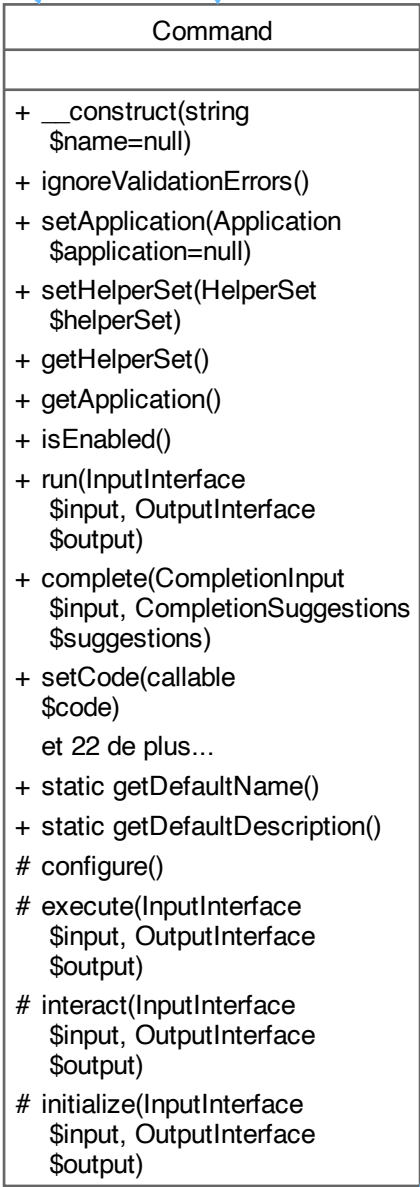 Command
+ __construct(string
$name=null)
+ ignoreValidationErrors()
+ setApplication(Application
$application=null)
+ setHelperSet(HelperSet
$helperSet)
+ getHelperSet()
+ getApplication()
+ isEnabled()
+ run(InputInterface
$input, OutputInterface
$output)
+ complete(CompletionInput
$input, CompletionSuggestions
$suggestions)
+ setCode(callable
$code)
et 22 de plus...
+ static getDefaultName()
+ static getDefaultDescription()
# configure()
# execute(InputInterface
$input, OutputInterface
$output)
# interact(InputInterface
$input, OutputInterface
$output)
# initialize(InputInterface
$input, OutputInterface
$output)